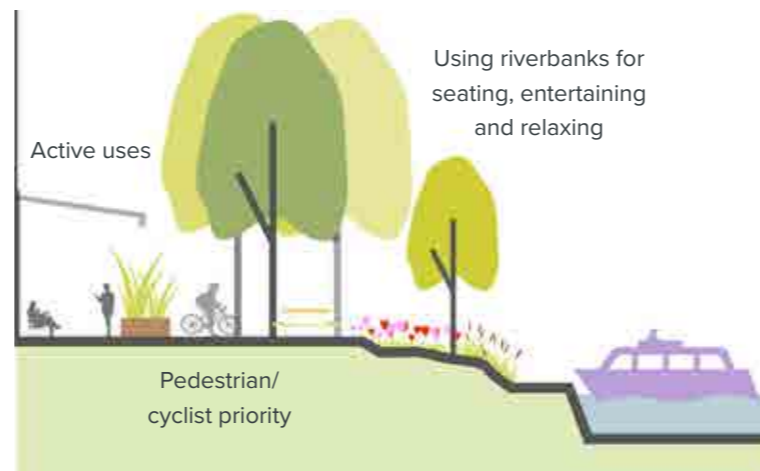 Using riverbanks for
seating, entertaining
and relaxing
Active uses
Pedestrian/
cyclist priority